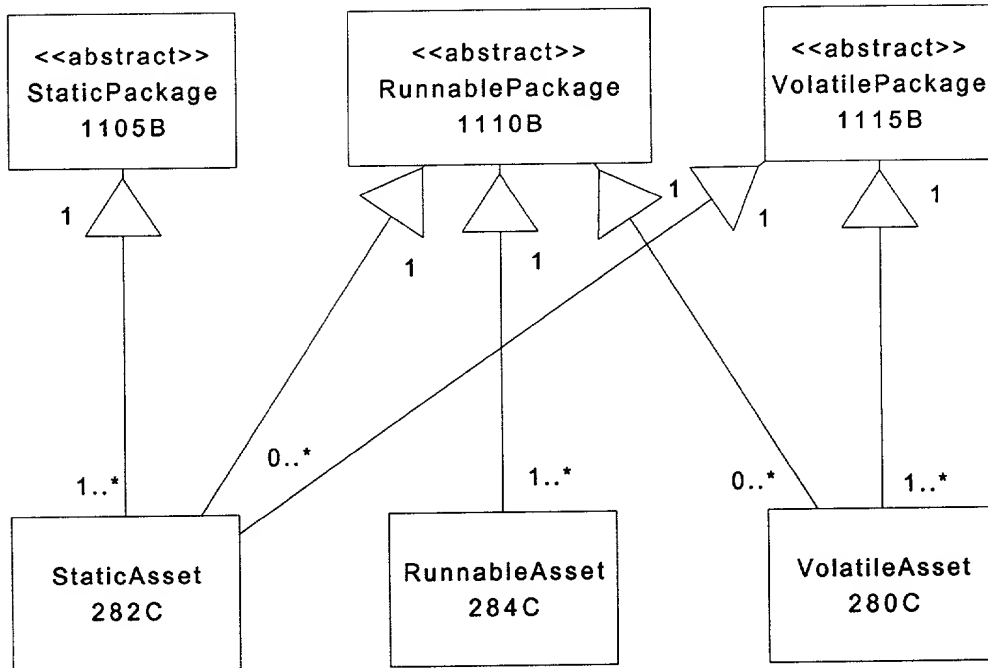 <<abstract>>
StaticPackage
1105B
<<abstract>>
RunnablePackage
1110B
<<abstract>>
VolatilePackage
1115B
1
1
1
1
1
1
0..*
1..*
1..*
0..*
1..*
StaticAsset
282C
RunnableAsset
284C
VolatileAsset
280C